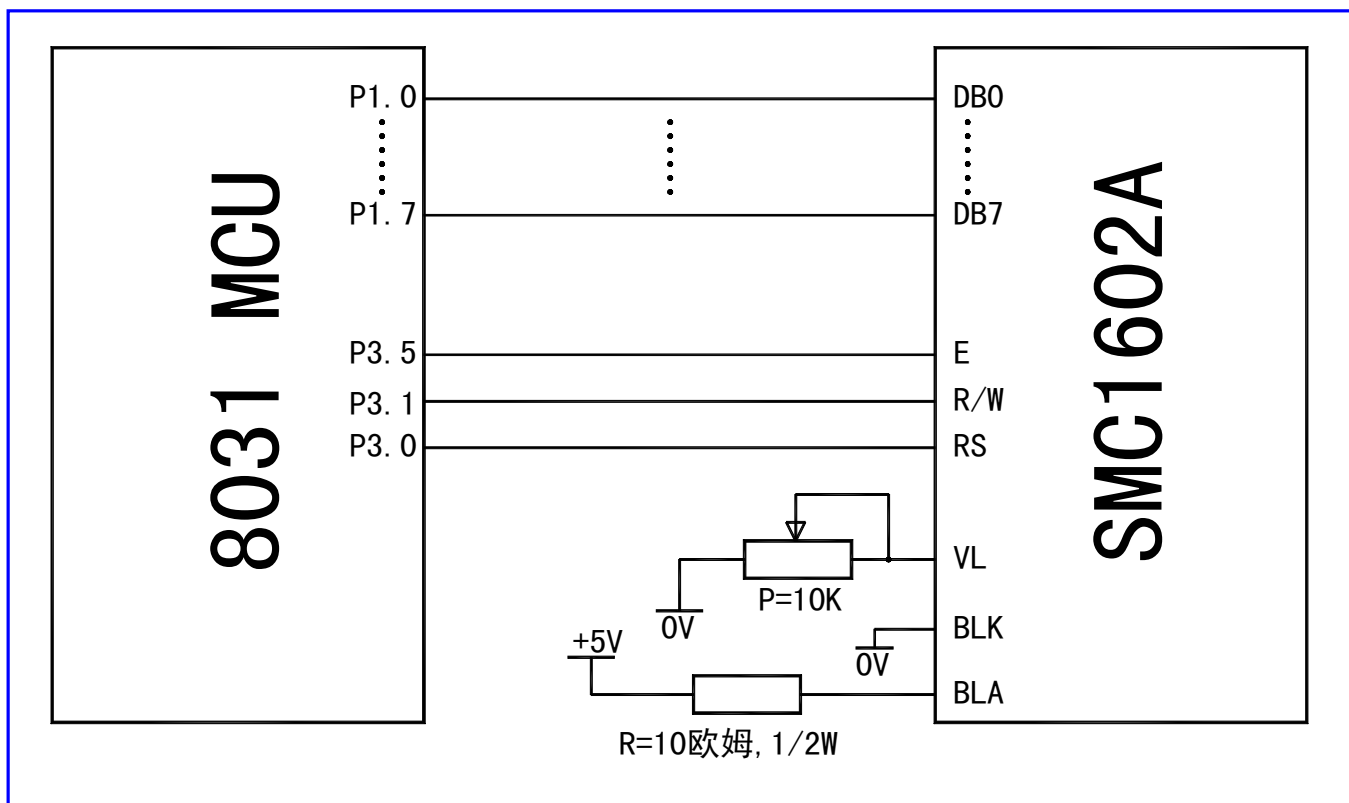 8031 MCU
P1.0
P1.7
P3.5
P3.1
P3.0
DB0
DB7
E
R/W
RS
VL
BLK
BLA
SMC1602A
P=10K
0V
+5V
0V
R=10欧姆,1/2W